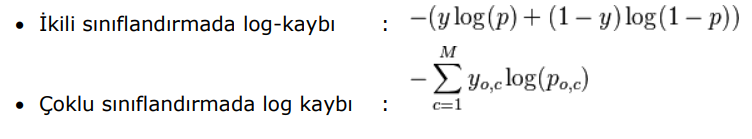 • İkili sınıflandırmada log-kaybı : −(y log(p) + (1 − y) log(1 − p))
• Çoklu sınıflandırmada log kaybı : −∑_{c=1}^{M} y_{o,c} log(p_{o,c})